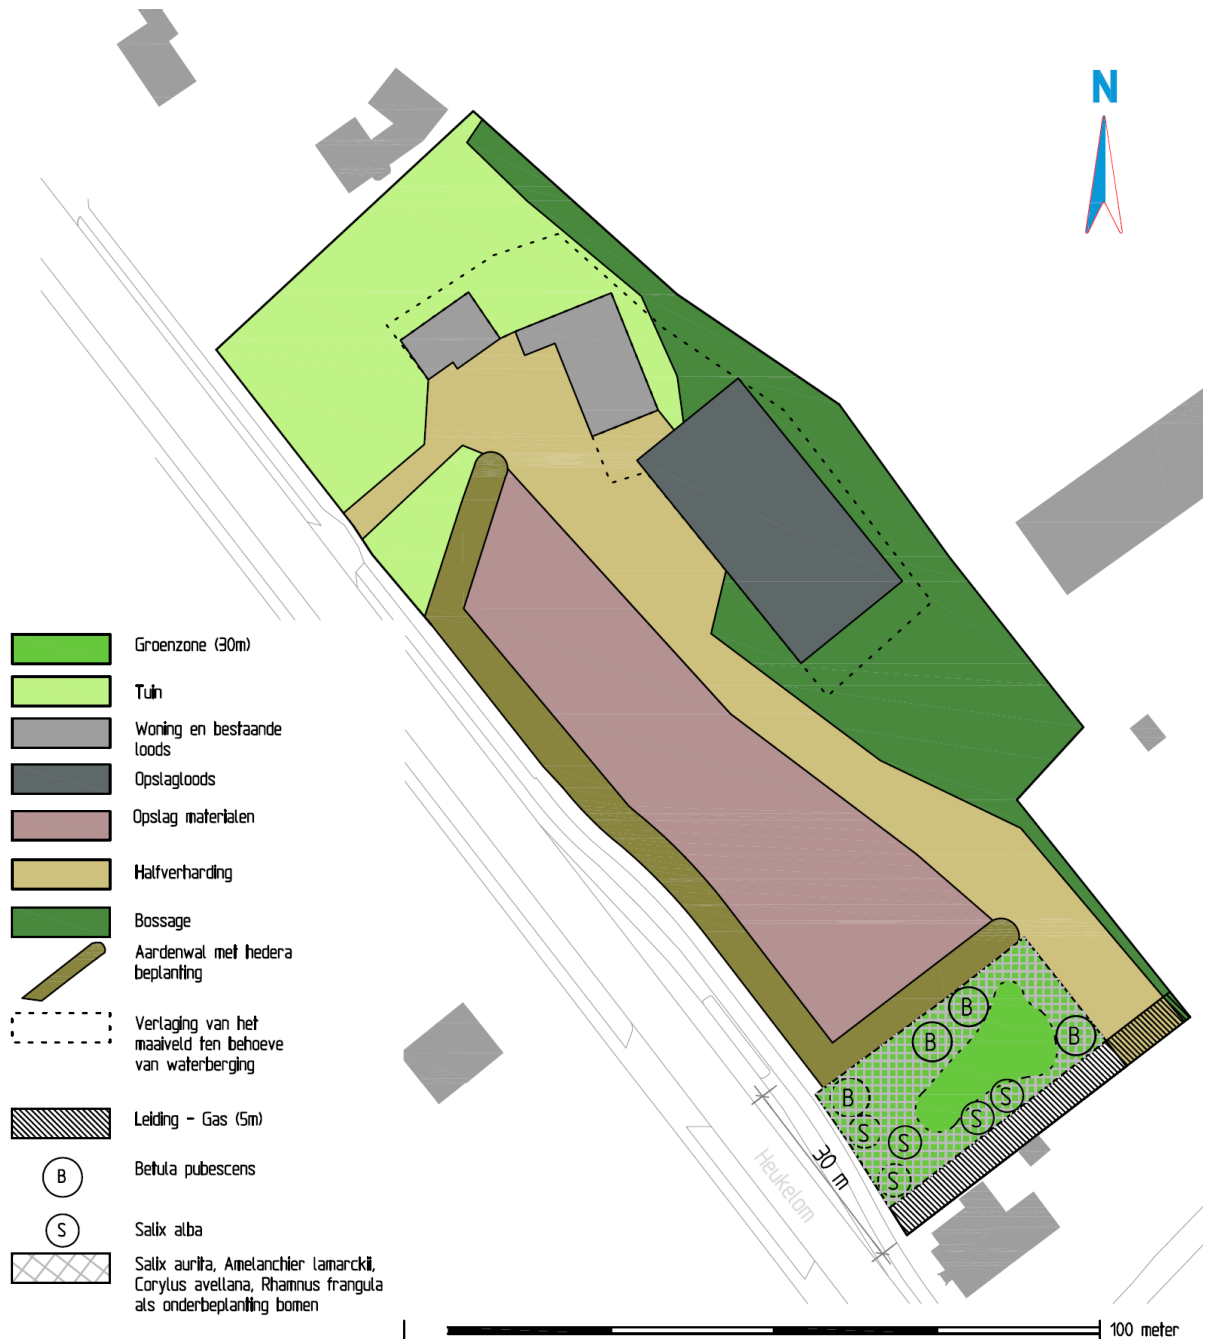 N
Groenzone (30m)
Tuin
Woning en bestaande
loods
Opslagloods
Opslag materialen
Halfverharding
Bossage
Aardenwal met hedera
beplanting
Verlaging van het
maaiveld ten behoeve
van waterberging
Leiding - Gas (5m)
B
Betula pubescens
S
Salix alba
Salix aurita, Amelanchier lamarckii,
Corylus avellana, Rhamnus frangula
als onderbeplanting bomen
B
B
B
B
S
S
S
S
S
30 m
Heukelom
100 meter